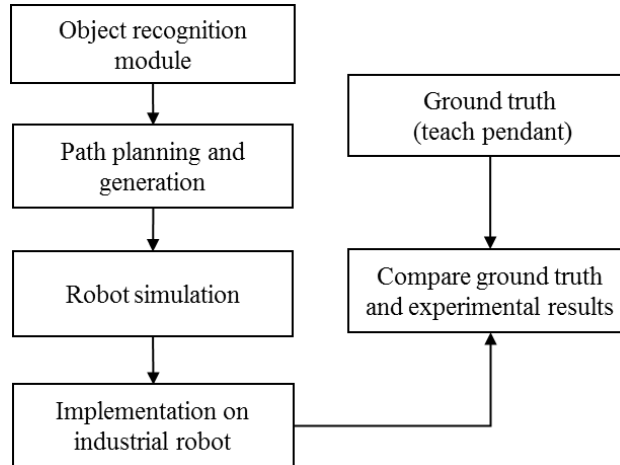 Object recognition
module
Path planning and
generation
Robot simulation
Implementation on
industrial robot
Ground truth
(teach pendant)
Compare ground truth
and experimental results